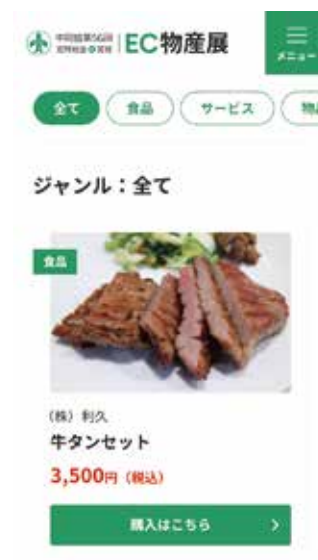 EC物産展
メニュー
全て
食品
サービス
ジャンル：全て
食品
(株) 利久
牛タンセット
3,500円（税込）
購入はこちら